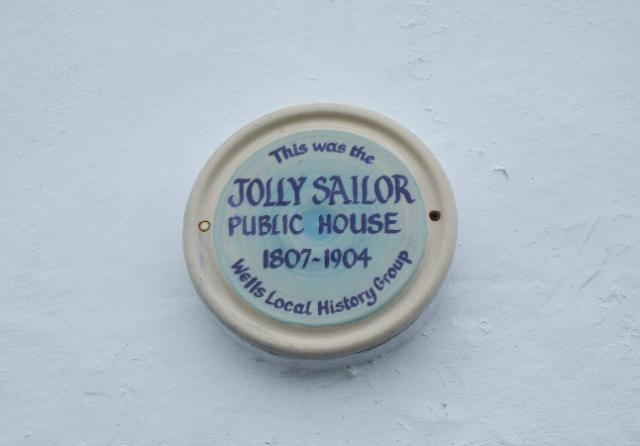 This was the
JOLLY SAILOR
PUBLIC HOUSE
1807-1904
Wells Local History Group